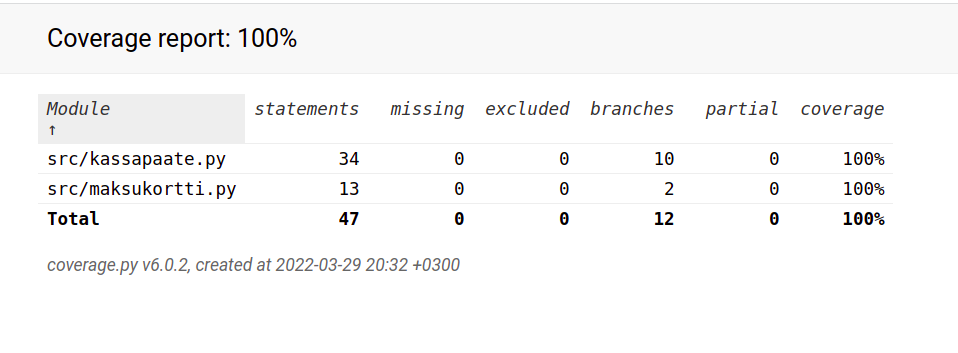 Coverage report: 100%
Module statements missing excluded branches partial coverage
↑
src/kassapaate.py 34 0 0 10 0 100%
src/maksukortti.py 13 0 0 2 0 100%
Total 47 0 0 12 0 100%
coverage.py v6.0.2, created at 2022-03-29 20:32 +0300